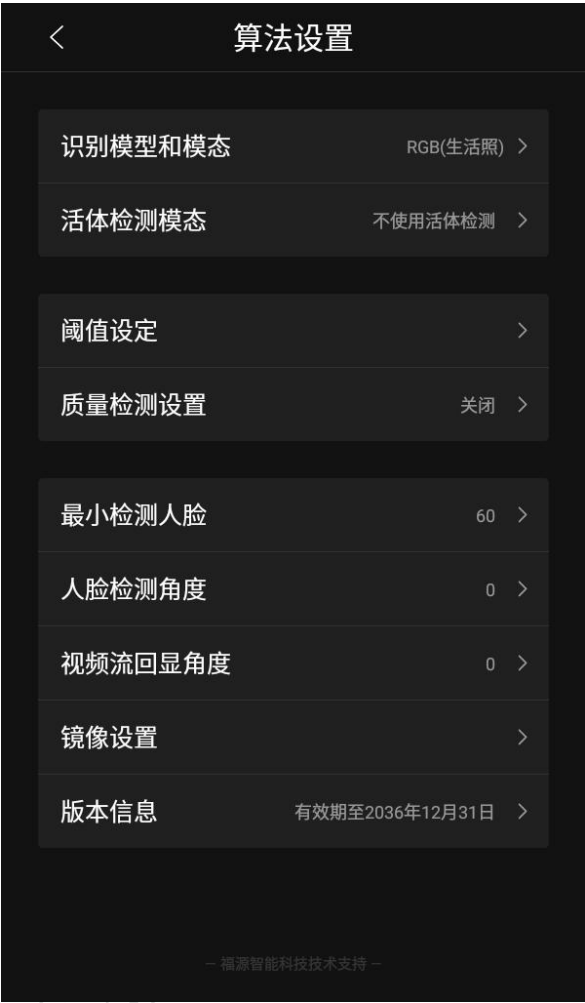 算法设置
识别模型和模态 RGB(生活照)
活体检测模态 不使用活体检测
阈值设定
质量检测设置 关闭
最小检测人脸 60
人脸检测角度 0
视频流回显角度 0
镜像设置
版本信息 有效期至2036年12月31日
— 福源智能科技技术支持 —